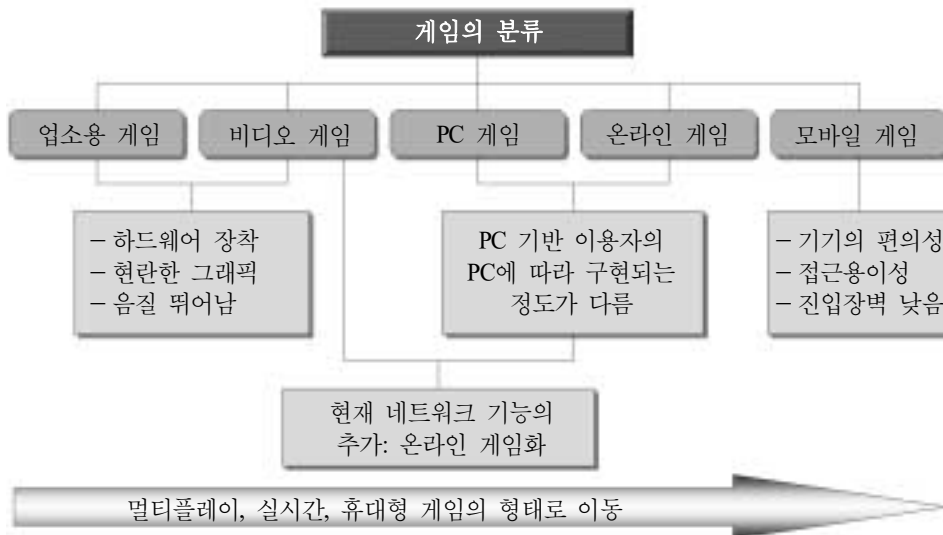 게임의 분류
업소용 게임
비디오 게임
PC 게임
온라인 게임
모바일 게임
– 하드웨어 장착
– 현란한 그래픽
– 음질 뛰어남
PC 기반 이용자의
PC에 따라 구현되는
정도가 다름
– 기기의 편의성
– 접근용이성
– 진입장벽 낮음
현재 네트워크 기능의
추가: 온라인 게임화
멀티플레이, 실시간, 휴대형 게임의 형태로 이동